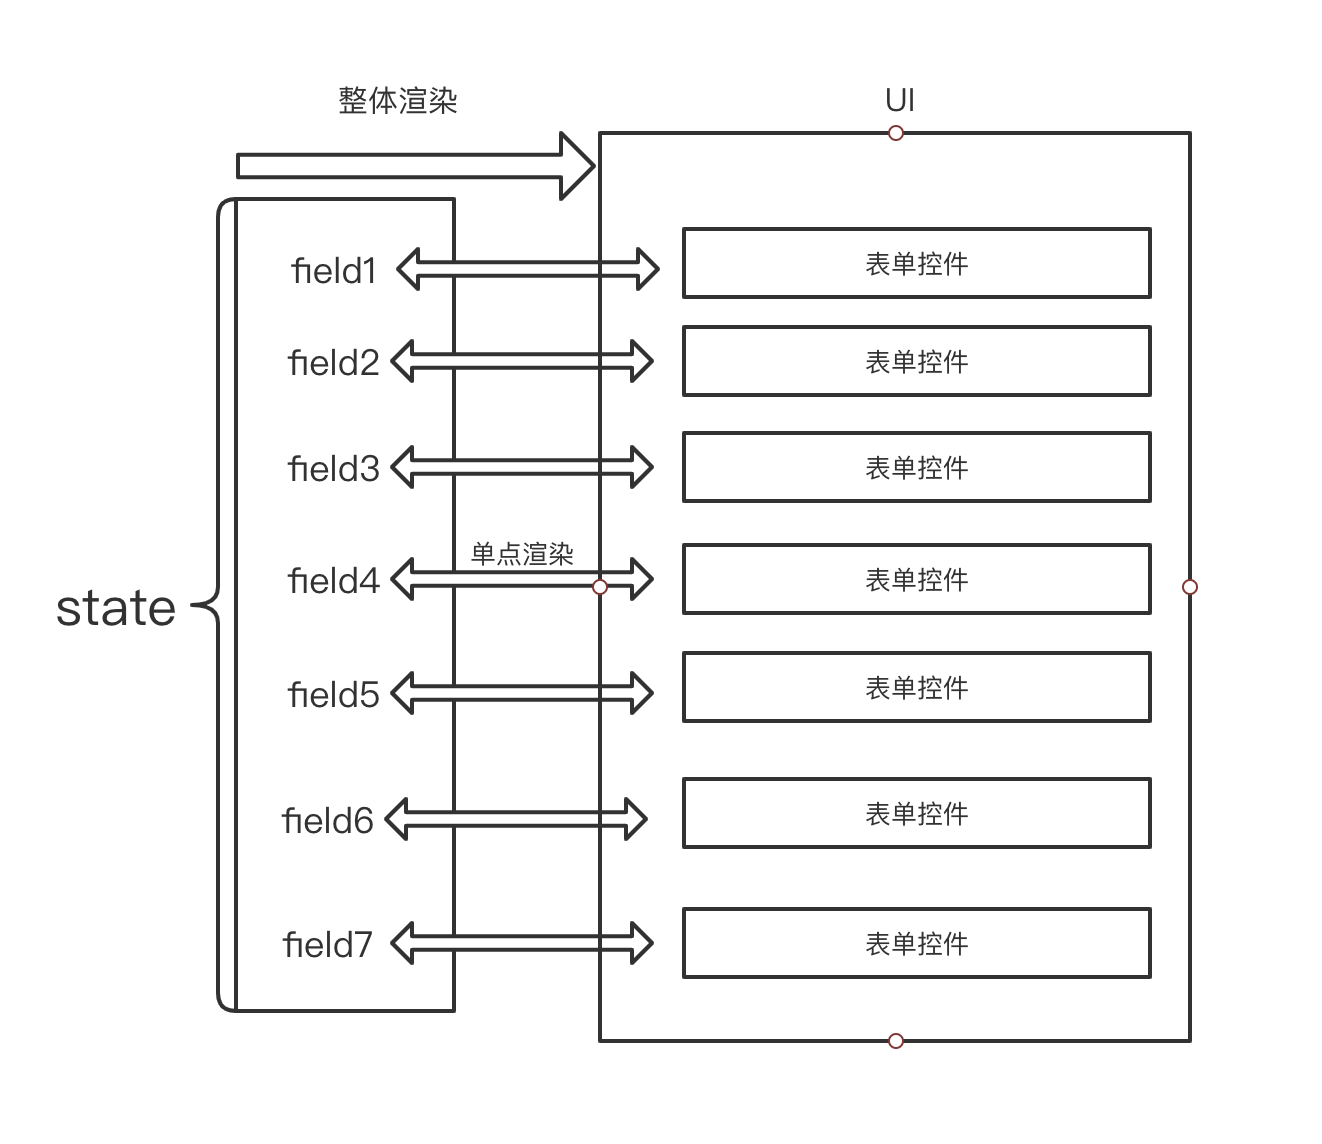 整体渲染
UI
field1
表单控件
field2
表单控件
field3
表单控件
单点渲染
field4
表单控件
state
field5
表单控件
field6
表单控件
field7
表单控件